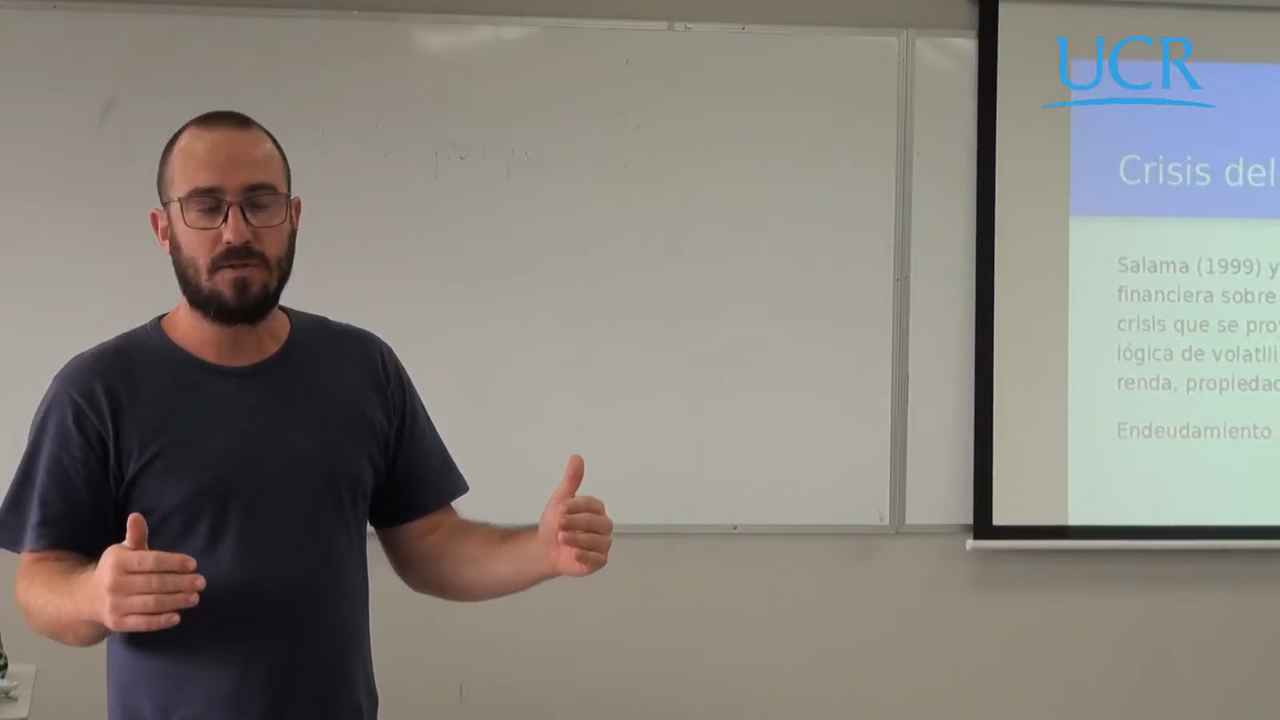 UCR
Crisis del
Salama (1999) y
financiera sobre
crisis que se pro
lógica de volatili
renda, propiedad
Endeudamiento